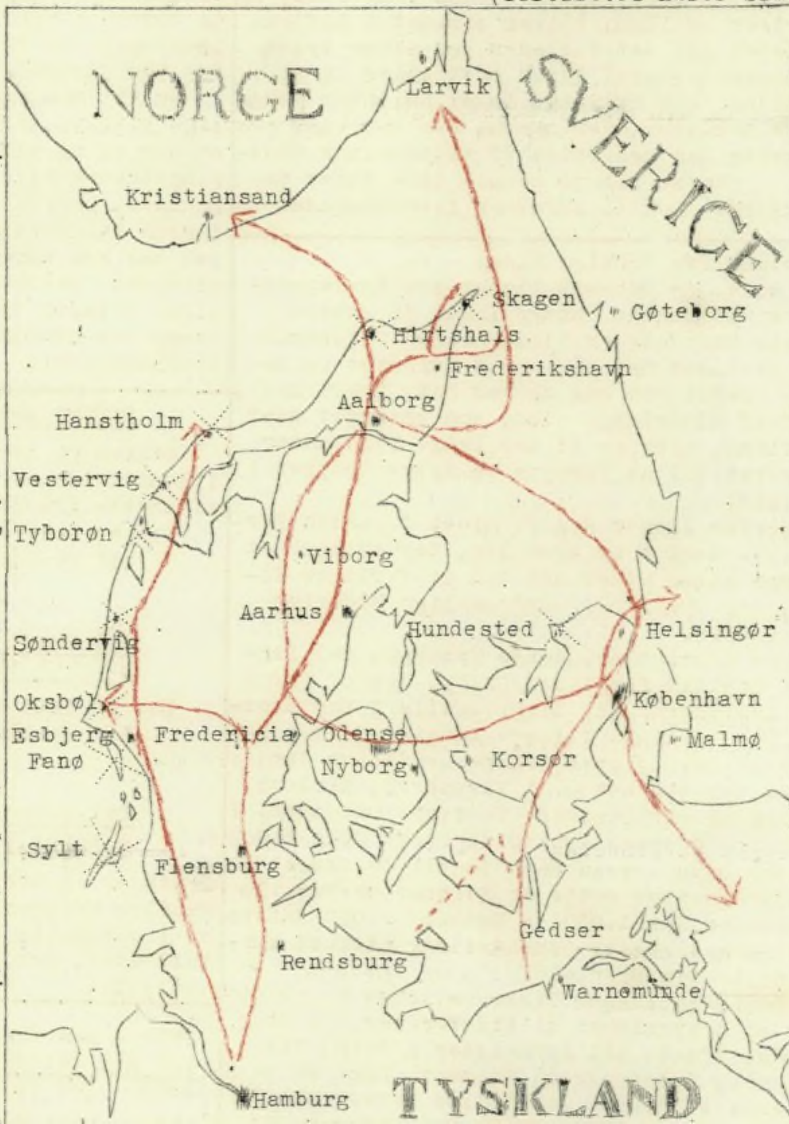 NORGE
SVERIGE
Larvik
Kristiansand
Skagen
Gøteborg
Hirtshals
Frederikshavn
Aalborg
Hanstholm
Vestervig
Tyborøn
Viborg
Aarhus
Hundested
Helsingør
Søndervig
Oksbøl
København
Esbjerg
Fredericia
Odense
Malmø
Fanø
Nyborg
Korsør
Sylt
Flensburg
Gedser
Rendsburg
Warnemünde
Hamburg
TYSKLAND